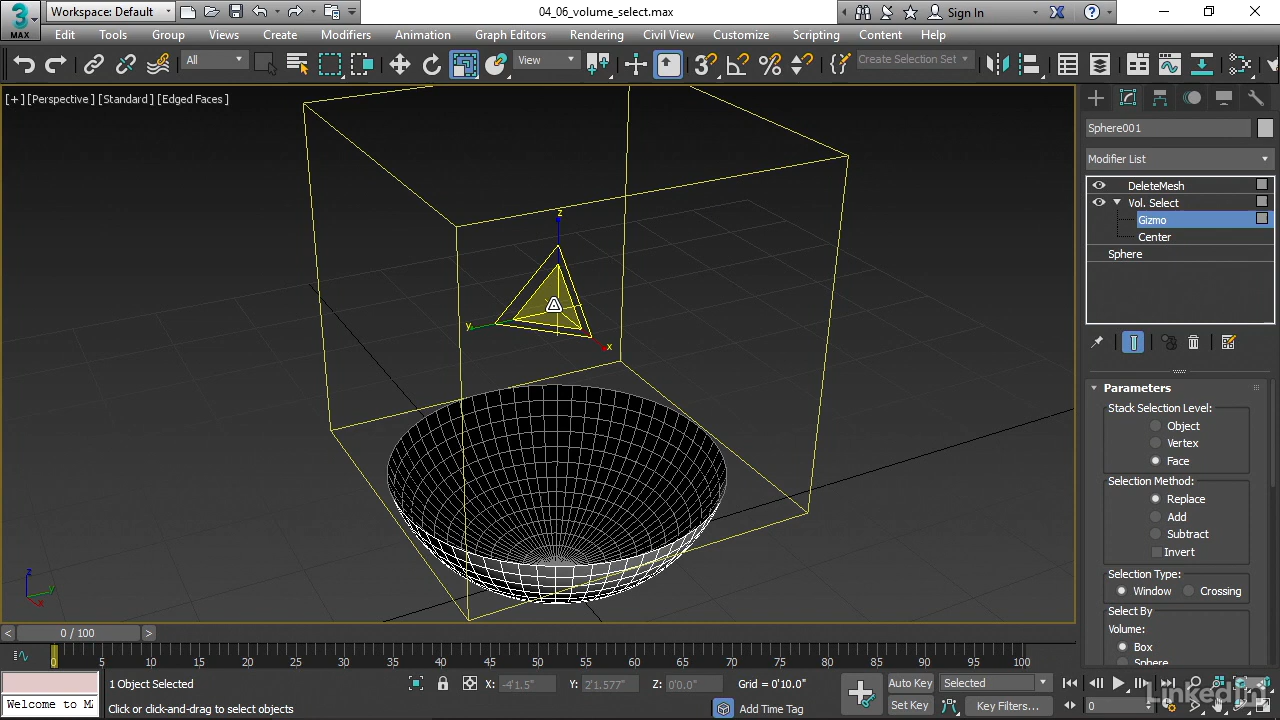 Workspace: Default
04_06_volume_select.max
Sign In
MAX
Edit Tools Group Views Create Modifiers Animation Graph Editors Rendering Civil View Customize Scripting Content Help
All
View
Create Selection Set
[+] [Perspective] [Standard] [Edged Faces]
Sphere001
Modifier List
DeleteMesh
Vol. Select
Gizmo
Center
Sphere
z
y
x
Parameters
Stack Selection Level:
Object
Vertex
Face
Selection Method:
Replace
Add
Subtract
Invert
Selection Type:
Window Crossing
Select By
Volume:
Box
Sphere
z
y
x
< 0 / 100 >
0 5 10 15 20 25 30 35 40 45 50 55 60 65 70 75 80 85 90 95 100
1 Object Selected
X: -4'1.5" Y: 2'1.577" Z: 0'0.0" Grid = 0'10.0"
Auto Key Selected
Welcome to M
Click or click-and-drag to select objects
Add Time Tag
Set Key Key Filters...
0
LinkedIn